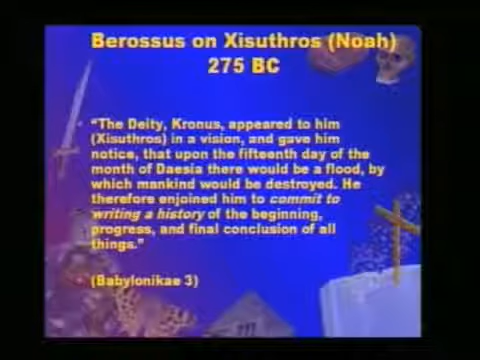 Berossus on Xisuthros (Noah)
275 BC
"The Deity, Kronus, appeared to him
(Xisuthros) in a vision, and gave him
notice, that upon the fifteenth day of the
month of Daesia there would be a flood, by
which mankind would be destroyed. He
therefore enjoined him to commit to
writing a history of the beginning,
progress, and final conclusion of all
things."
(Babylonikae 3)